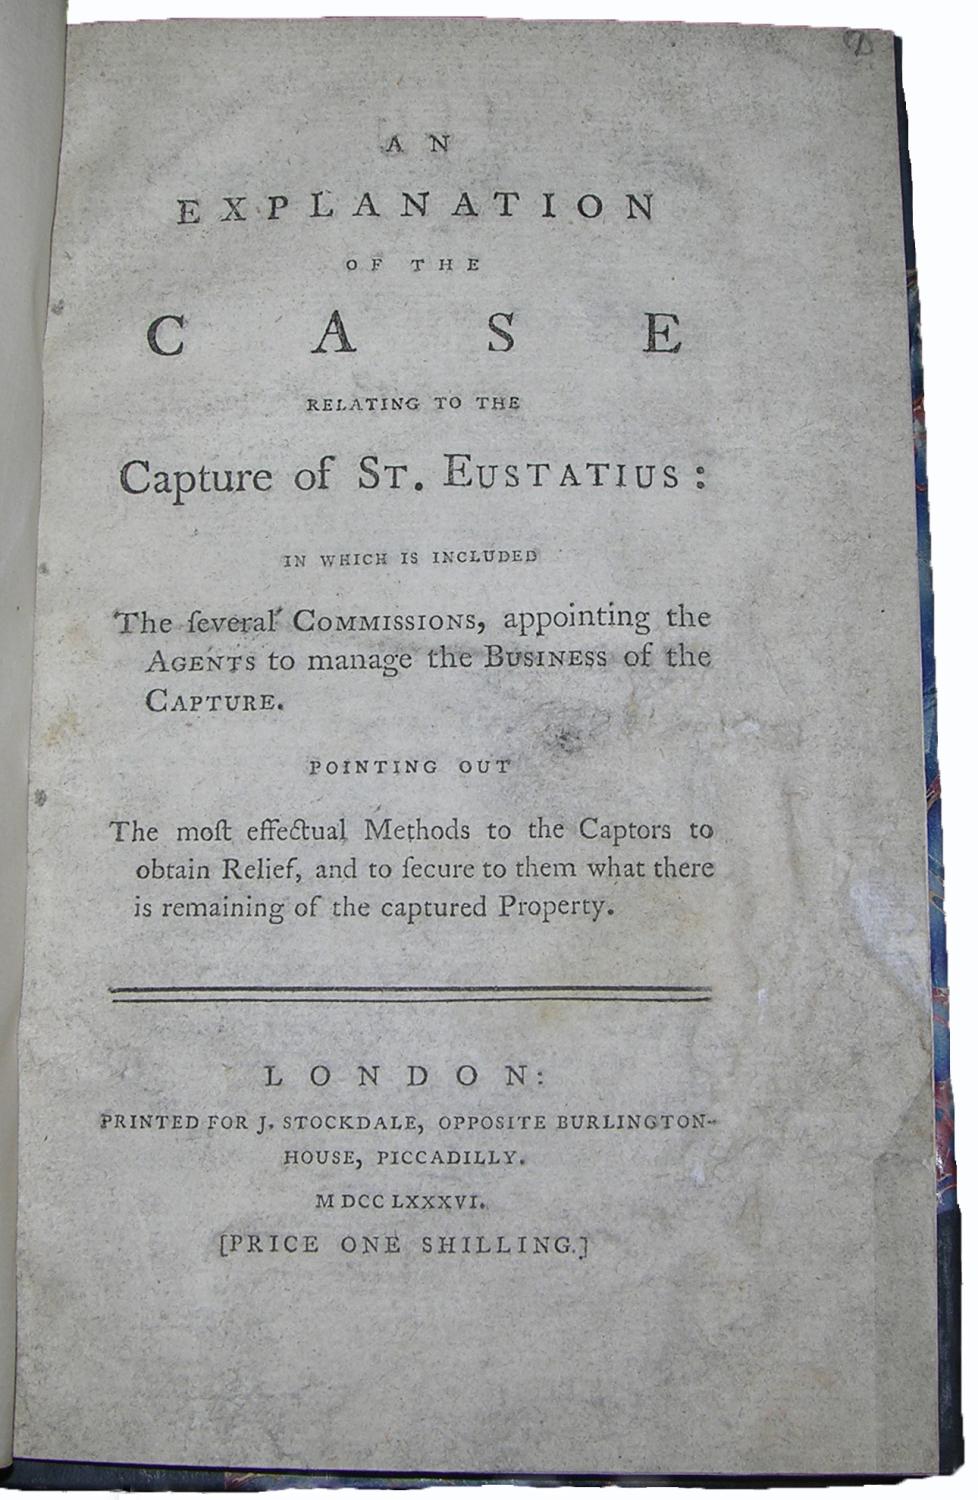 AN
EXPLANATION
OF THE
CASE
RELATING TO THE
Capture of ST. EUSTATIUS:
IN WHICH IS INCLUDED
The ſeveral COMMISSIONS, appointing the
AGENTS to manage the BUSINESS of the
CAPTURE.
POINTING OUT
The moſt effectual Methods to the Captors to
obtain Relief, and to ſecure to them what there
is remaining of the captured Property.
LONDON:
PRINTED FOR J. STOCKDALE, OPPOSITE BURLINGTON-
HOUSE, PICCADILLY.
M DCC LXXXVI.
[PRICE ONE SHILLING.]